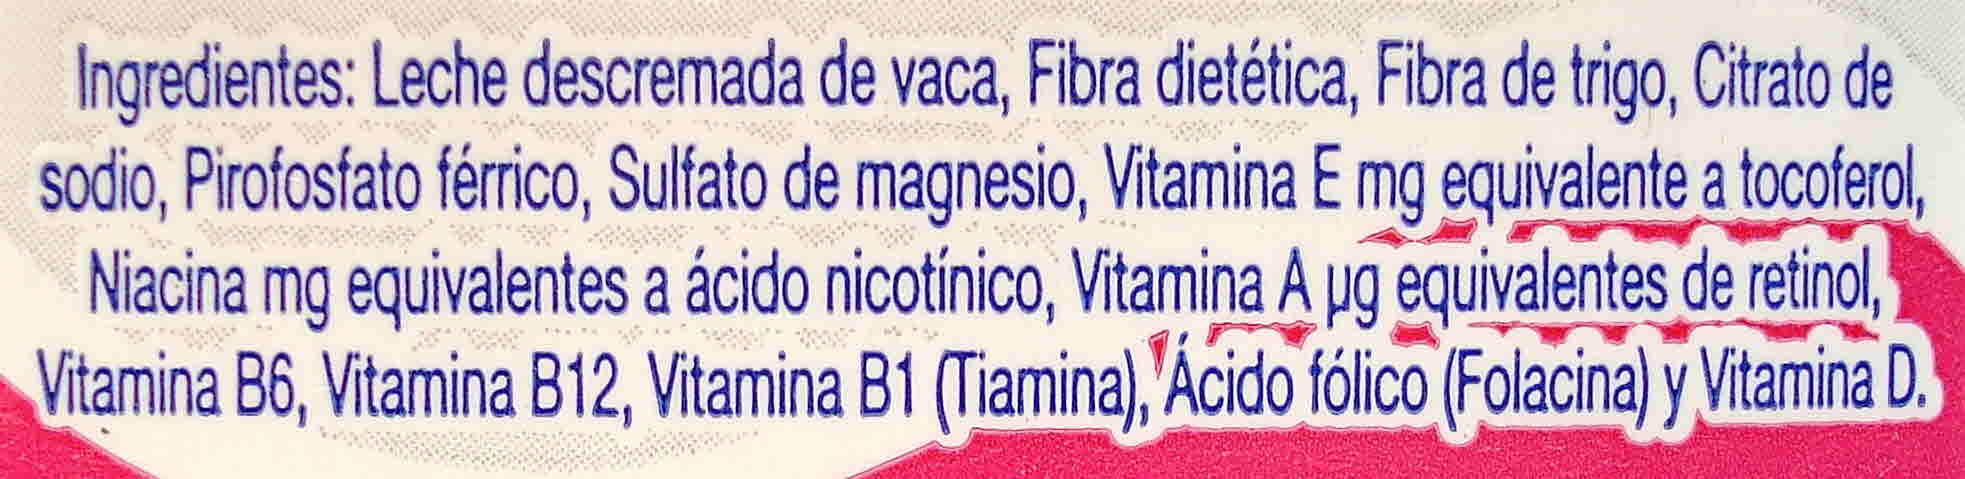 Ingredientes: Leche descremada de vaca, Fibra dietética, Fibra de trigo, Citrato de
sodio, Pirofosfato férrico, Sulfato de magnesio, Vitamina E mg equivalente a tocoferol,
Niacina mg equivalentes a ácido nicotínico, Vitamina A µg equivalentes de retinol,
Vitamina B6, Vitamina B12, Vitamina B1 (Tiamina), Ácido fólico (Folacina) y Vitamina D.